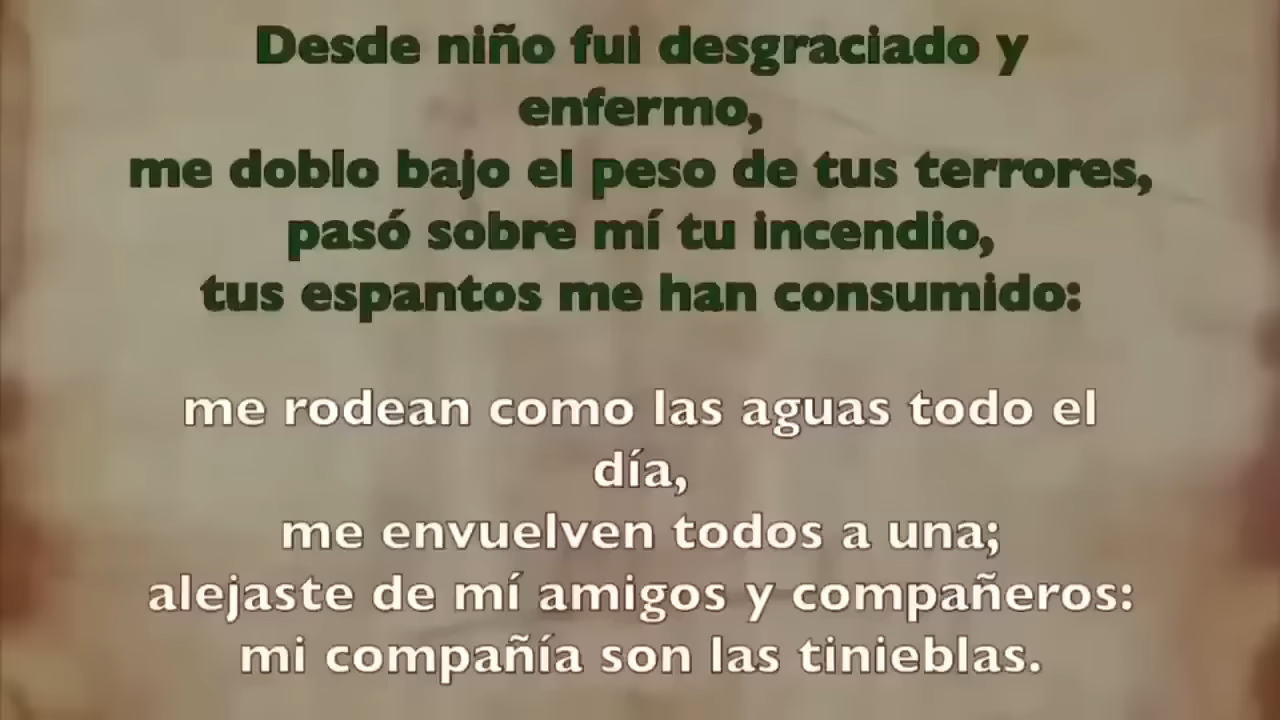 Desde niño fui desgraciado y
enfermo,
me doblo bajo el peso de tus terrores,
pasó sobre mí tu incendio,
tus espantos me han consumido:
me rodean como las aguas todo el
día,
me envuelven todos a una;
alejaste de mí amigos y compañeros:
mi compañía son las tinieblas.